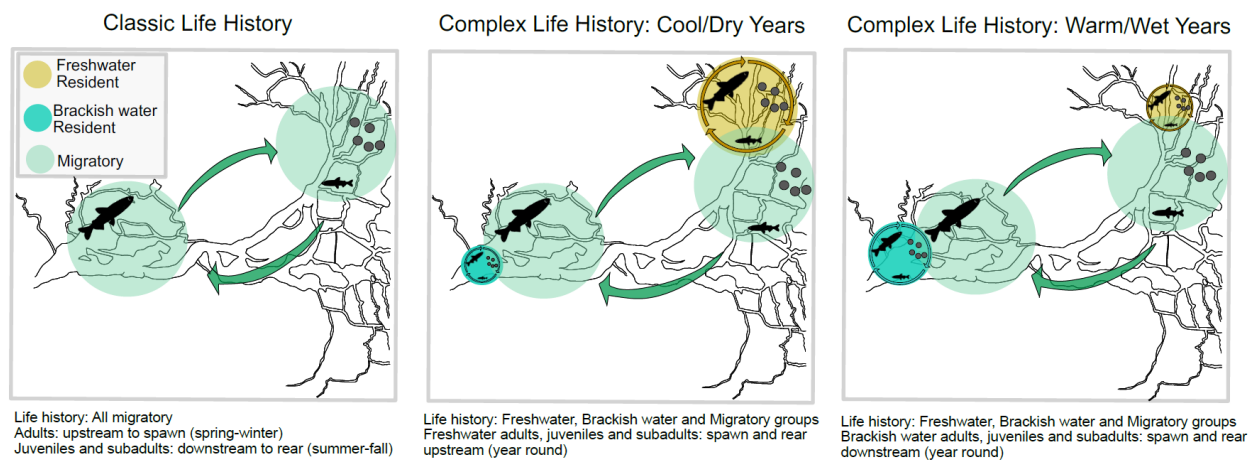 Classic Life History
Freshwater
Resident
Brackish water
Resident
Migratory
Life history: All migratory
Adults: upstream to spawn (spring-winter)
Juveniles and subadults: downstream to rear (summer-fall)
Complex Life History: Cool/Dry Years
Life history: Freshwater, Brackish water and Migratory groups
Freshwater adults, juveniles and subadults: spawn and rear
upstream (year round)
Complex Life History: Warm/Wet Years
Life history: Freshwater, Brackish water and Migratory groups
Brackish water adults, juveniles and subadults: spawn and rear
downstream (year round)